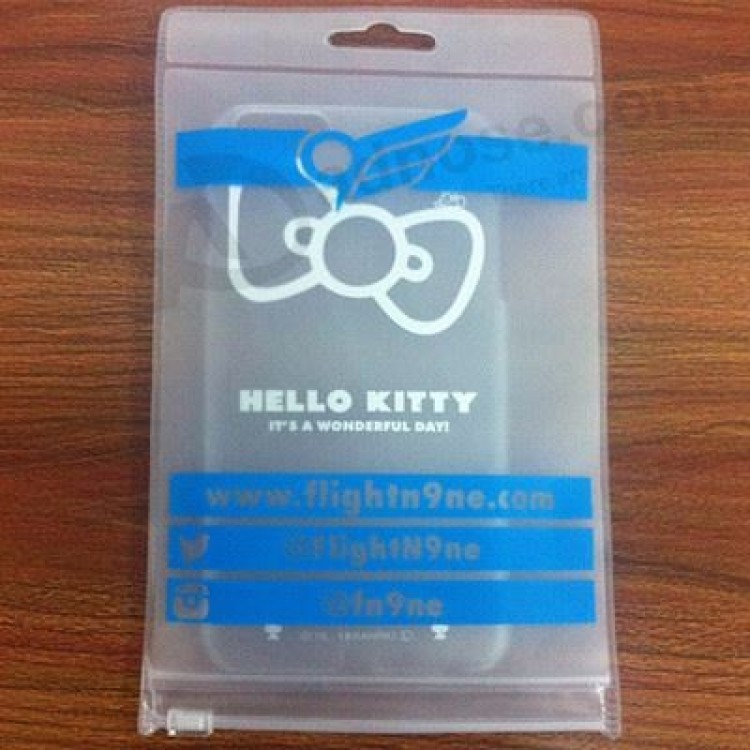 HELLO KITTY
IT'S A WONDERFUL DAY!
www.flightn9ne.com
@flightN9ne
@fn9ne